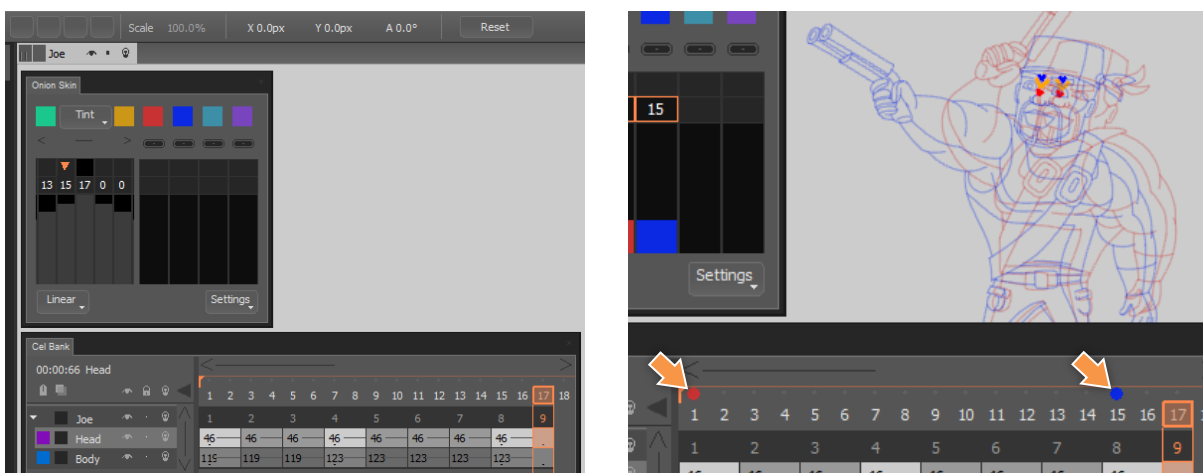 Scale 100.0% X 0.0px Y 0.0px A 0.0° Reset
Joe
Onion Skin
Tint
< >
13 15 17 0 0
Linear Settings
Cel Bank
00:00:66 Head
< >
1 2 3 4 5 6 7 8 9 10 11 12 13 14 15 16 17 18
Joe 1 2 3 4 5 6 7 8 9
Head 46 46 46 46 46 46 46 46
Body 119 119 119 123 123 123 123 123
15
Settings
<
1 2 3 4 5 6 7 8 9 10 11 12 13 14 15 16 17
1 2 3 4 5 6 7 8 9